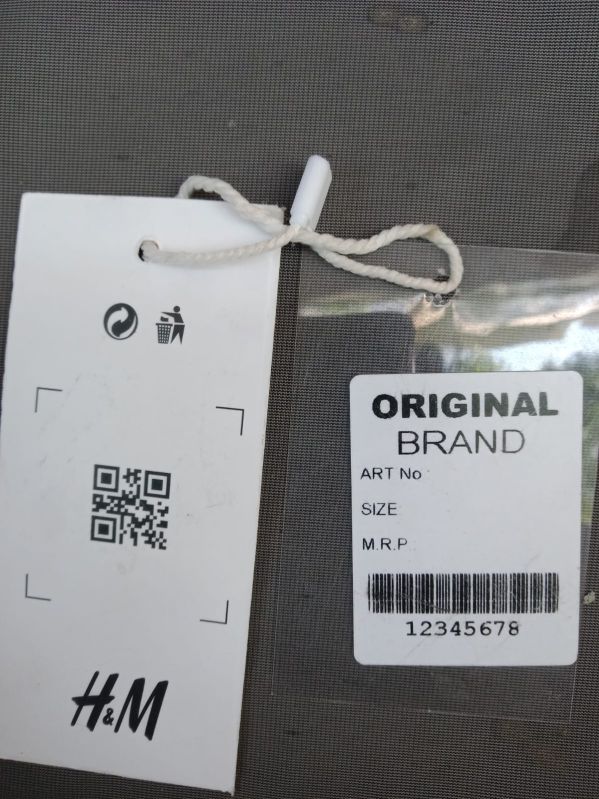 H&M
ORIGINAL
BRAND
ART No
SIZE
M.R.P.
12345678